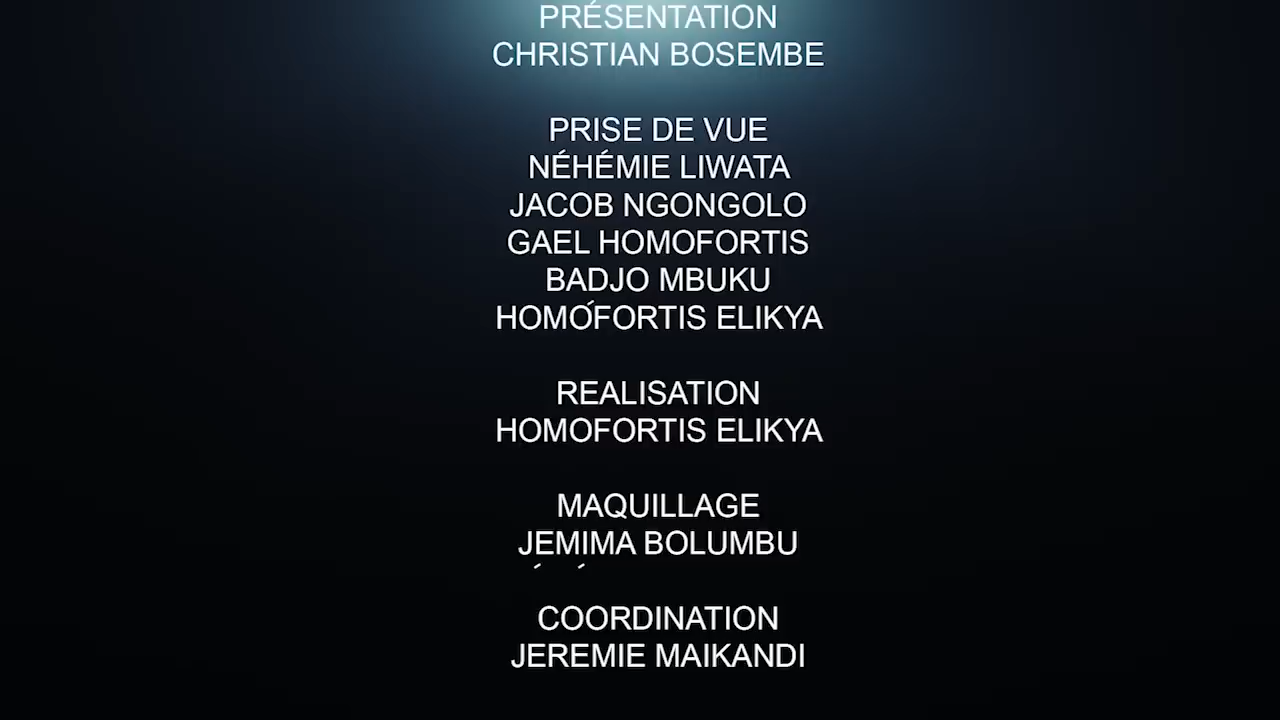 PRÉSENTATION
CHRISTIAN BOSEMBE
PRISE DE VUE
NÉHÉMIE LIWATA
JACOB NGONGOLO
GAEL HOMOFORTIS
BADJO MBUKU
HOMOFORTIS ELIKYA
REALISATION
HOMOFORTIS ELIKYA
MAQUILLAGE
JEMIMA BOLUMBU
COORDINATION
JEREMIE MAIKANDI